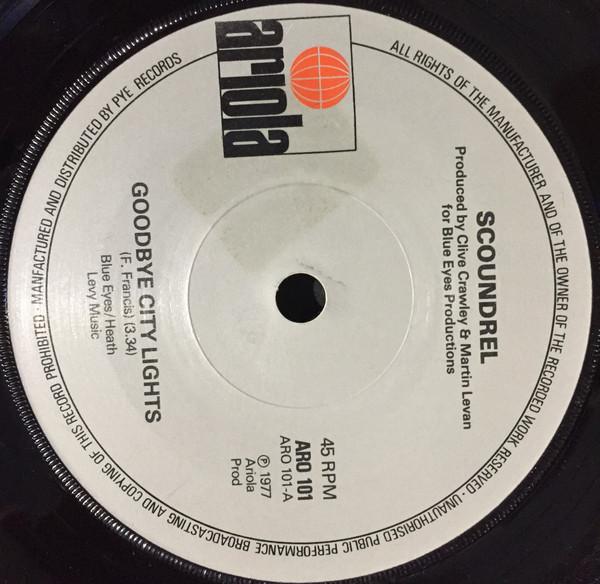 ALL RIGHTS OF THE MANUFACTURER AND OF THE OWNER OF THE RECORDED WORK RESERVED · UNAUTHORISED PUBLIC PERFORMANCE BROADCASTING AND COPYING OF THIS RECORD PROHIBITED · MANUFACTURED AND DISTRIBUTED BY PYE RECORDS
SCOUNDREL
Produced by Clive Crawley & Martin Levan
for Blue Eyes Productions
ariola
45 RPM
ARO 101
ARO 101-A
℗ 1977
Ariola
Prod
GOODBYE CITY LIGHTS
(F. Francis) (3.34)
Blue Eyes/Heath
Levy Music